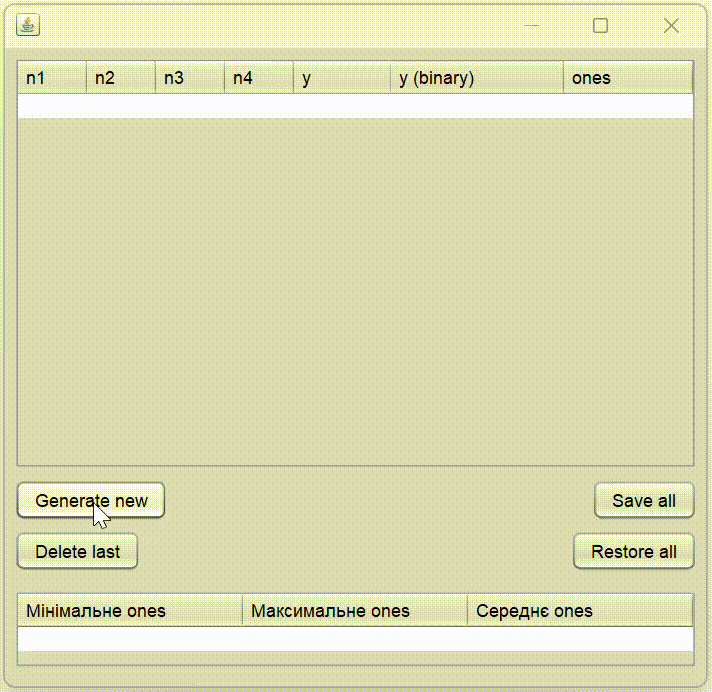 n1 n2 n3 n4 y y (binary) ones
Generate new Save all
Delete last Restore all
Мінімальне ones Максимальне ones Середнє ones